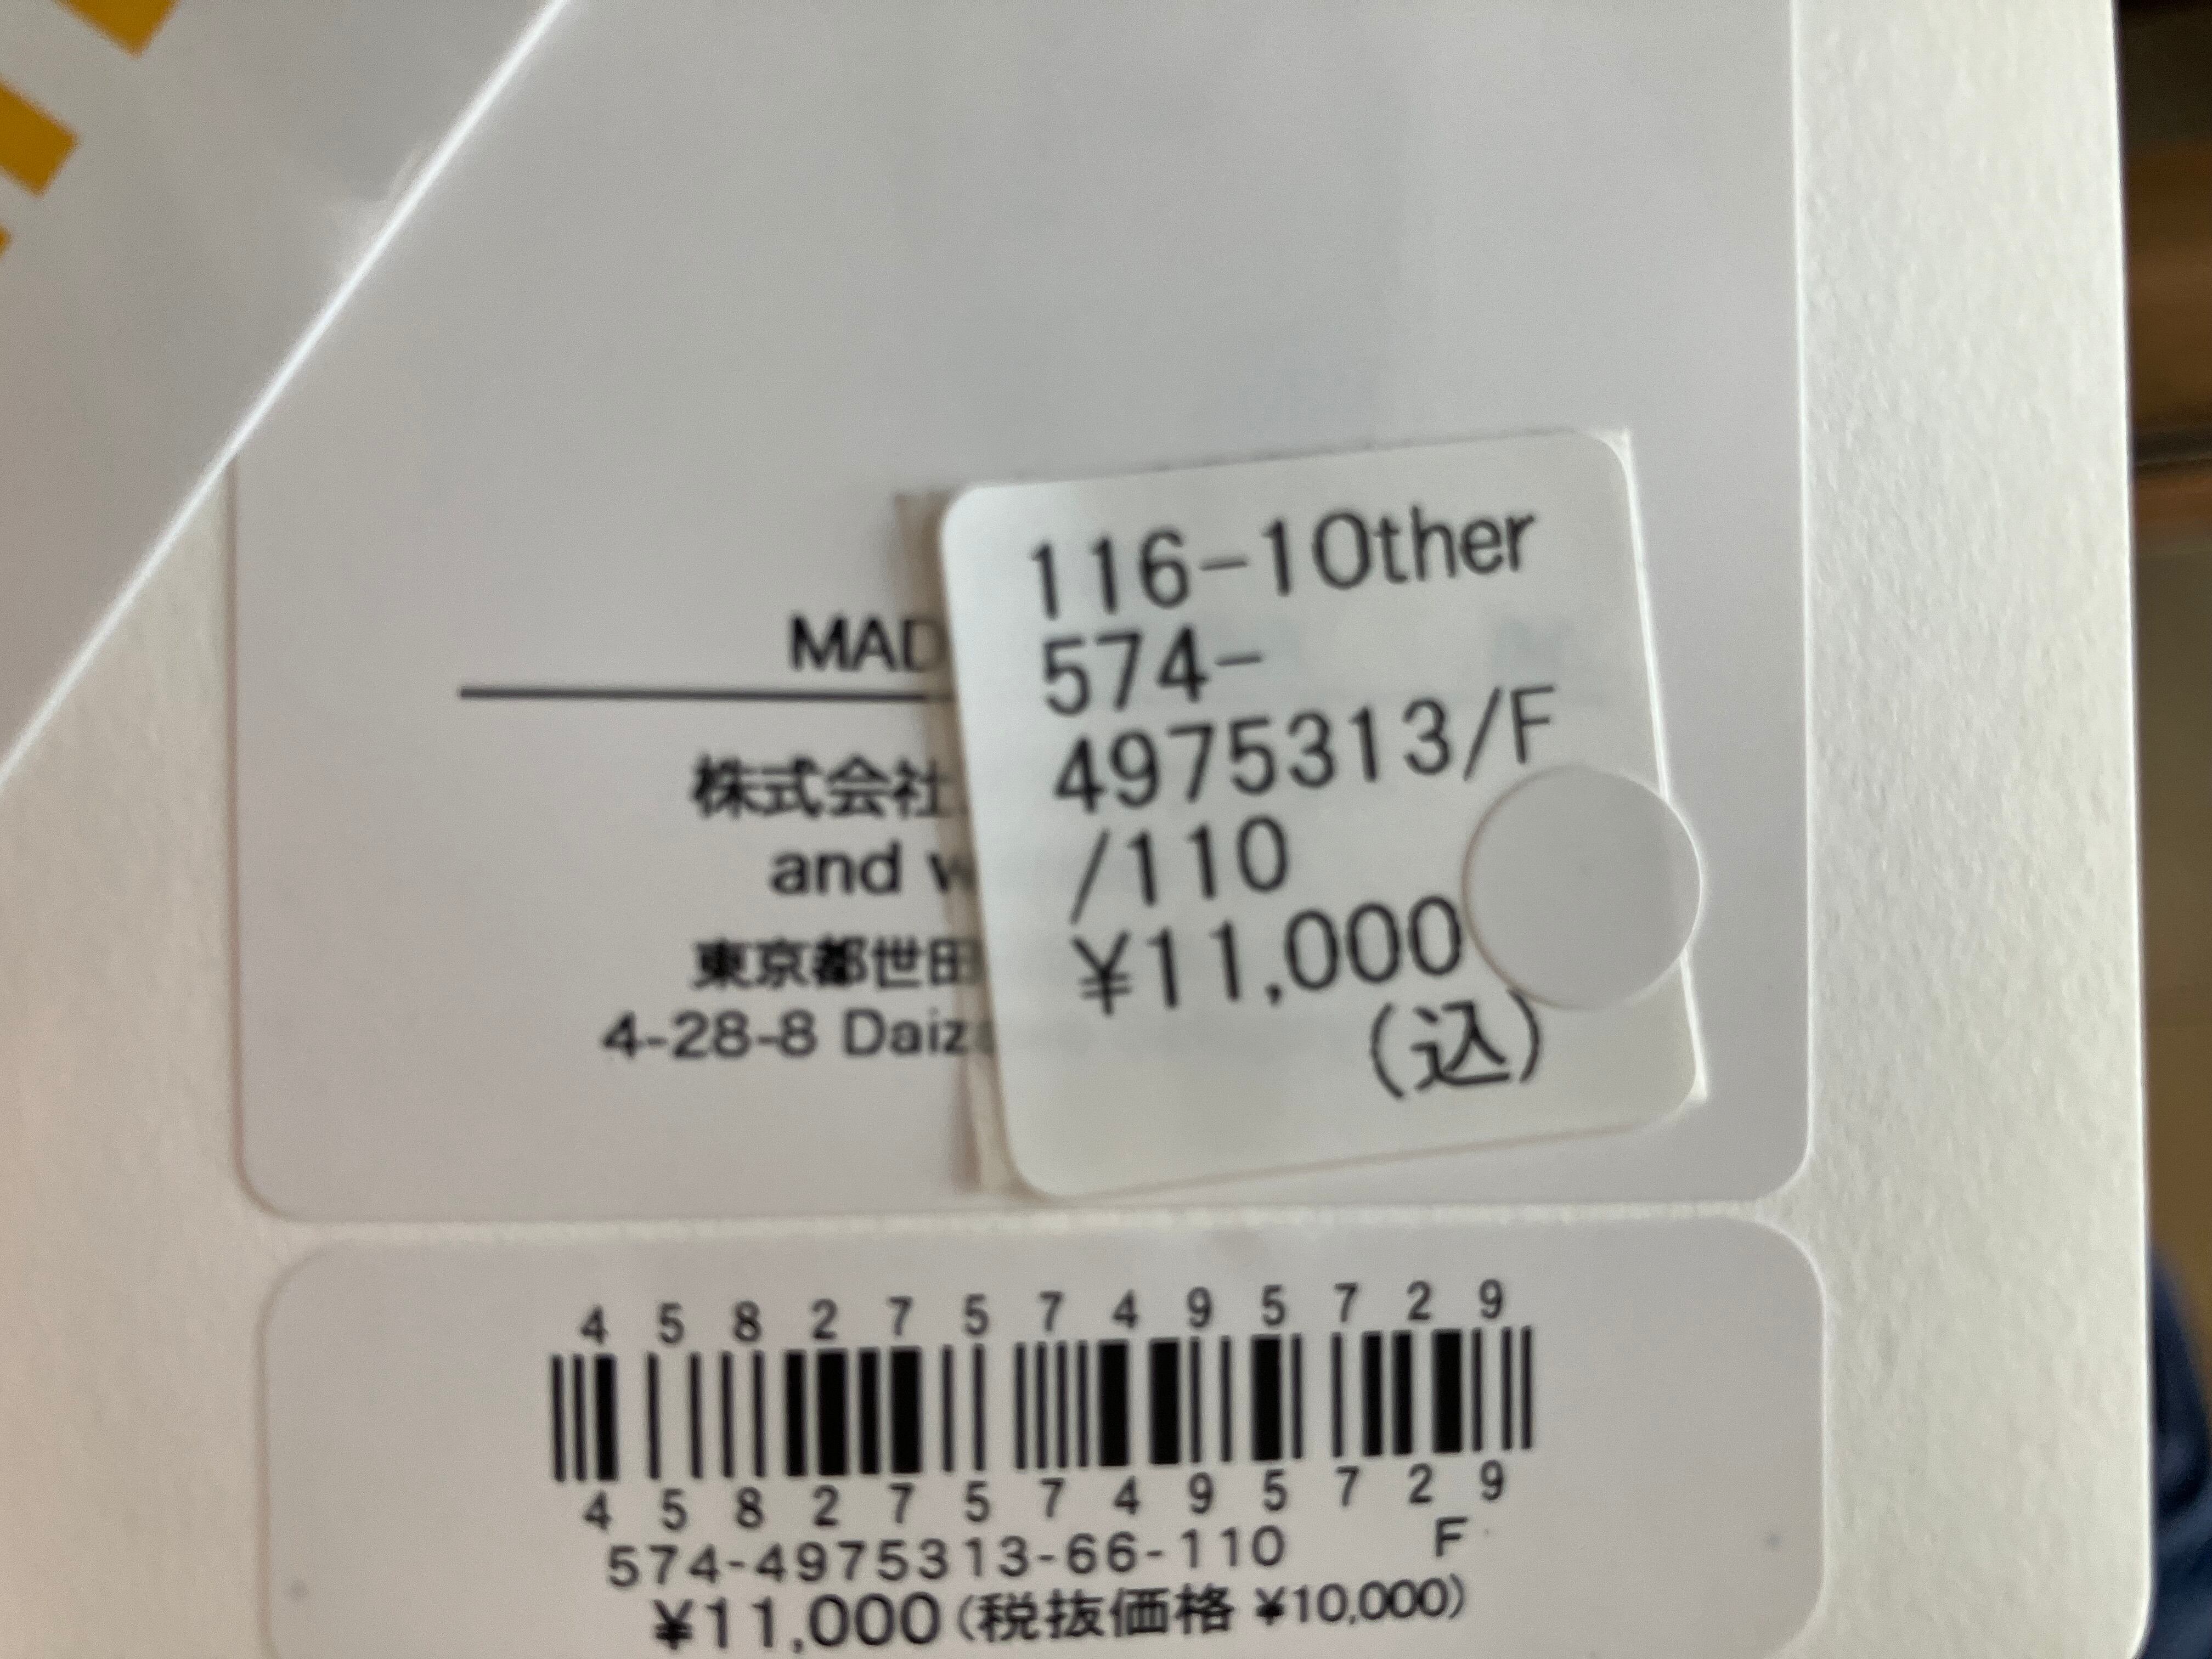 MAD
株式会社
and
東京都世田
4-28-8 Daiz
116-1Other
574-
4975313/F
/110
¥11,000
(込)
4 5 8 2 7 5 7 4 9 5 7 2 9
4 5 8 2 7 5 7 4 9 5 7 2 9
574-4975313-66-110 F
¥11,000(税抜価格 ¥10,000)